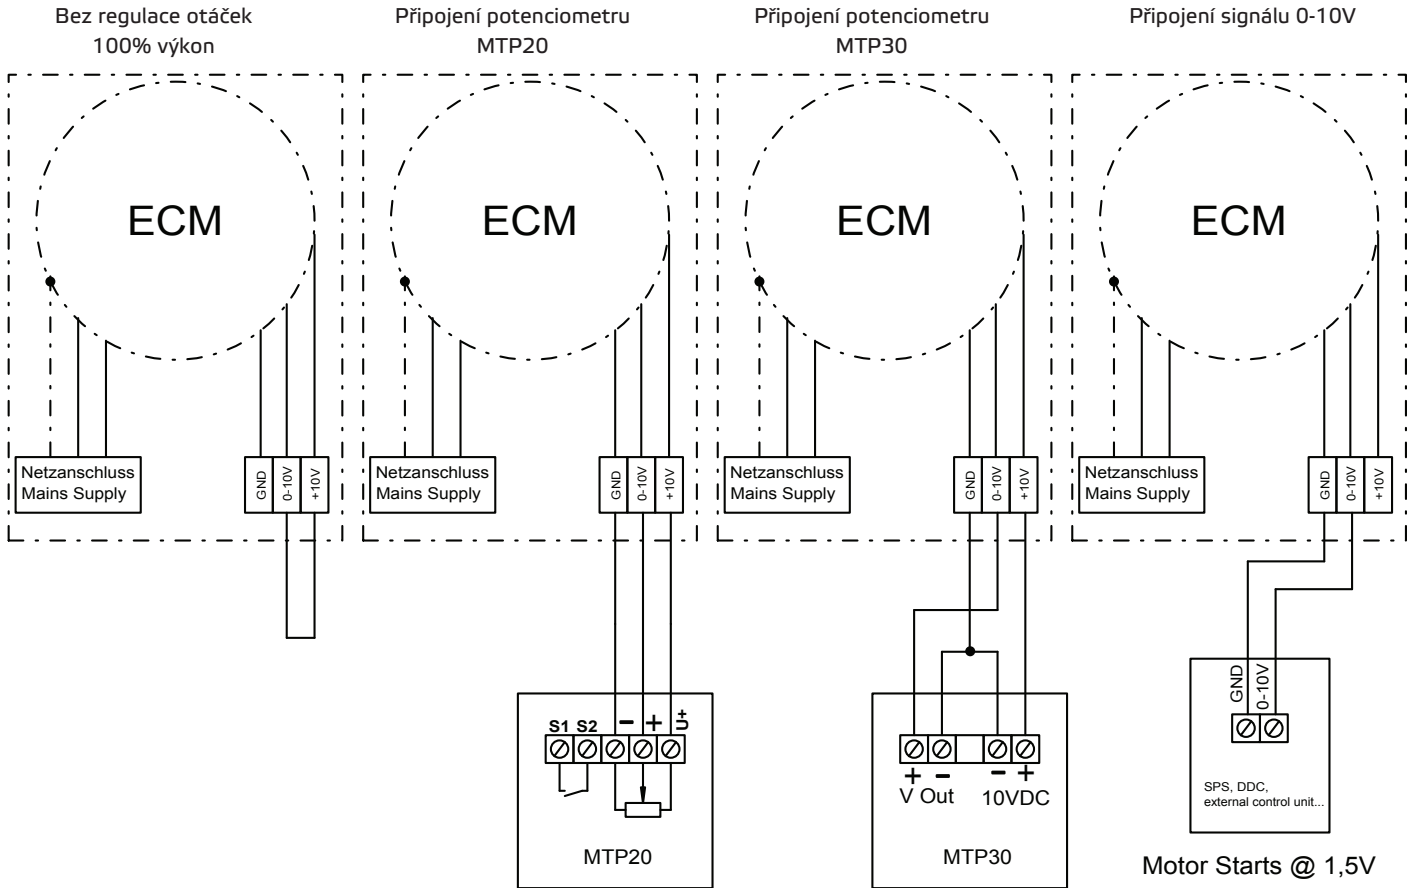 Bez regulace otáček
100% výkon
Připojení potenciometru
MTP20
Připojení potenciometru
MTP30
Připojení signálu 0-10V
ECM
ECM
ECM
ECM
Netzanschluss
Mains Supply
GND
0-10V
+10V
Netzanschluss
Mains Supply
GND
0-10V
+10V
Netzanschluss
Mains Supply
GND
0-10V
+10V
Netzanschluss
Mains Supply
GND
0-10V
+10V
S1 S2 − + U+
MTP20
+ − − +
V Out 10VDC
MTP30
GND
0-10V
SPS, DDC,
external control unit...
Motor Starts @ 1,5V